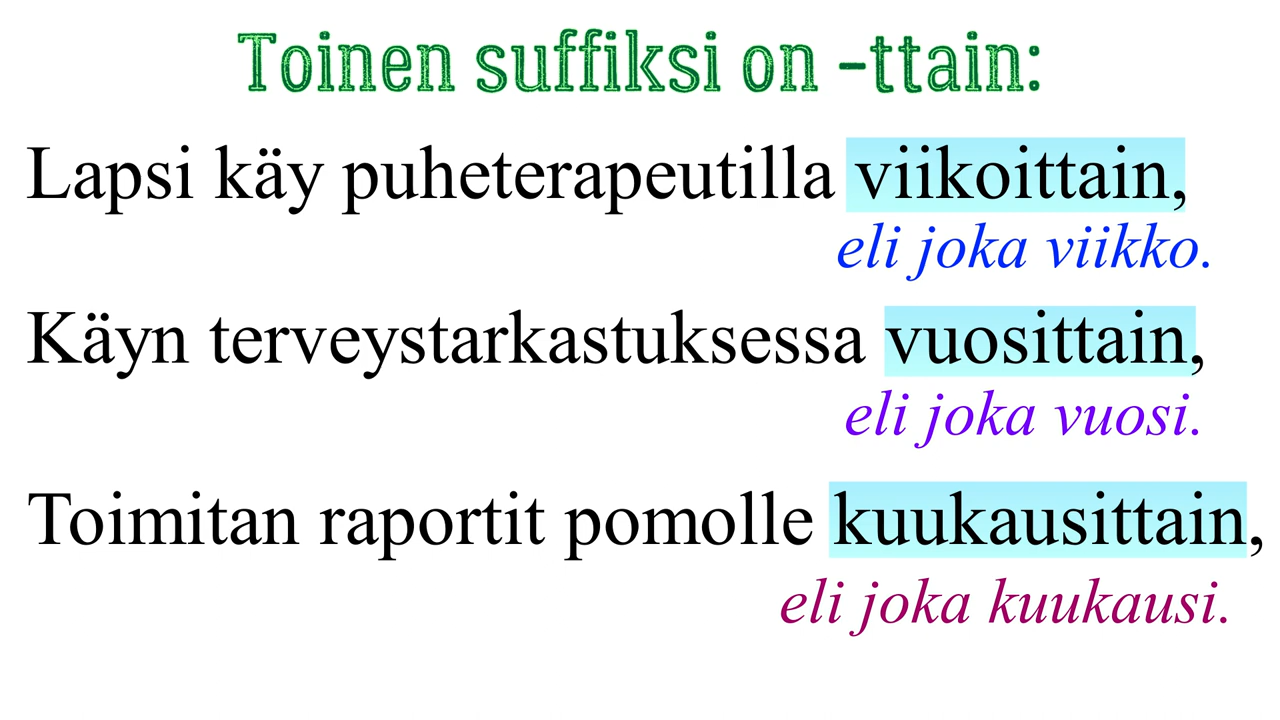 Toinen suffiksi on -ttain:
Lapsi käy puheterapeutilla viikoittain,
eli joka viikko.
Käyn terveystarkastuksessa vuosittain,
eli joka vuosi.
Toimitan raportit pomolle kuukausittain,
eli joka kuukausi.